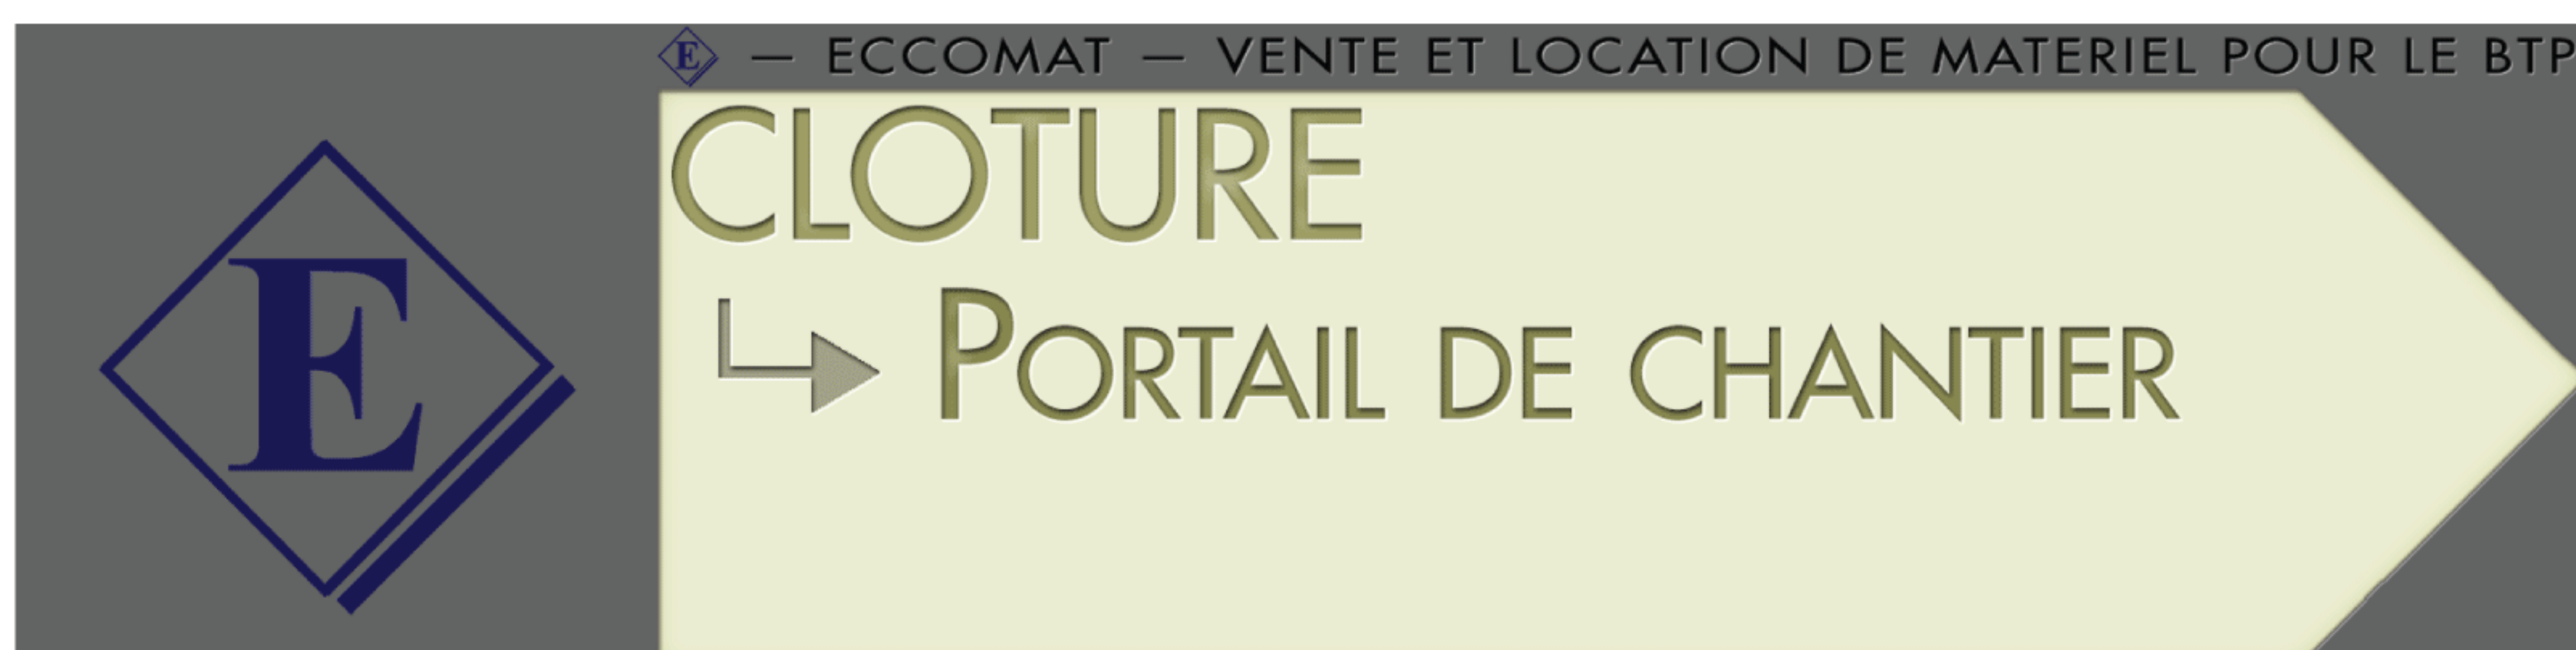 E — ECCOMAT — VENTE ET LOCATION DE MATERIEL POUR LE BTP
CLOTURE
PORTAIL DE CHANTIER
E